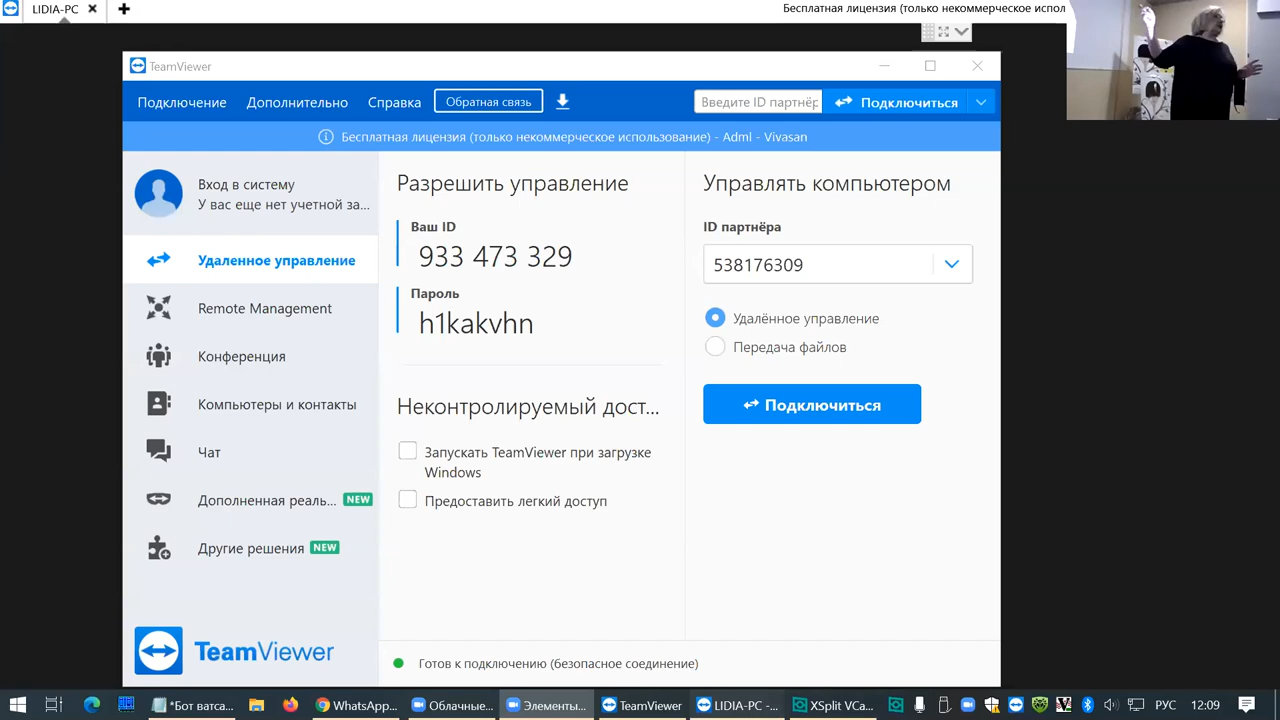 LIDIA-PC
Бесплатная лицензия (только некоммерческое испол
TeamViewer
Подключение
Дополнительно
Справка
Обратная связь
Введите ID партнёр
Подключиться
Бесплатная лицензия (только некоммерческое использование) - Adml - Vivasan
Вход в систему
У вас еще нет учетной за...
Удаленное управление
Remote Management
Конференция
Компьютеры и контакты
Чат
Дополненная реаль... NEW
Другие решения NEW
TeamViewer
Разрешить управление
Ваш ID
933 473 329
Пароль
h1kakvhn
Неконтролируемый дост...
Запускать TeamViewer при загрузке
Windows
Предоставить легкий доступ
Управлять компьютером
ID партнёра
538176309
Удалённое управление
Передача файлов
Подключиться
Готов к подключению (безопасное соединение)
*Бот ватса...
WhatsApp...
Облачные...
Элементы...
TeamViewer
LIDIA-PC -...
XSplit VCa...
РУС
12:09